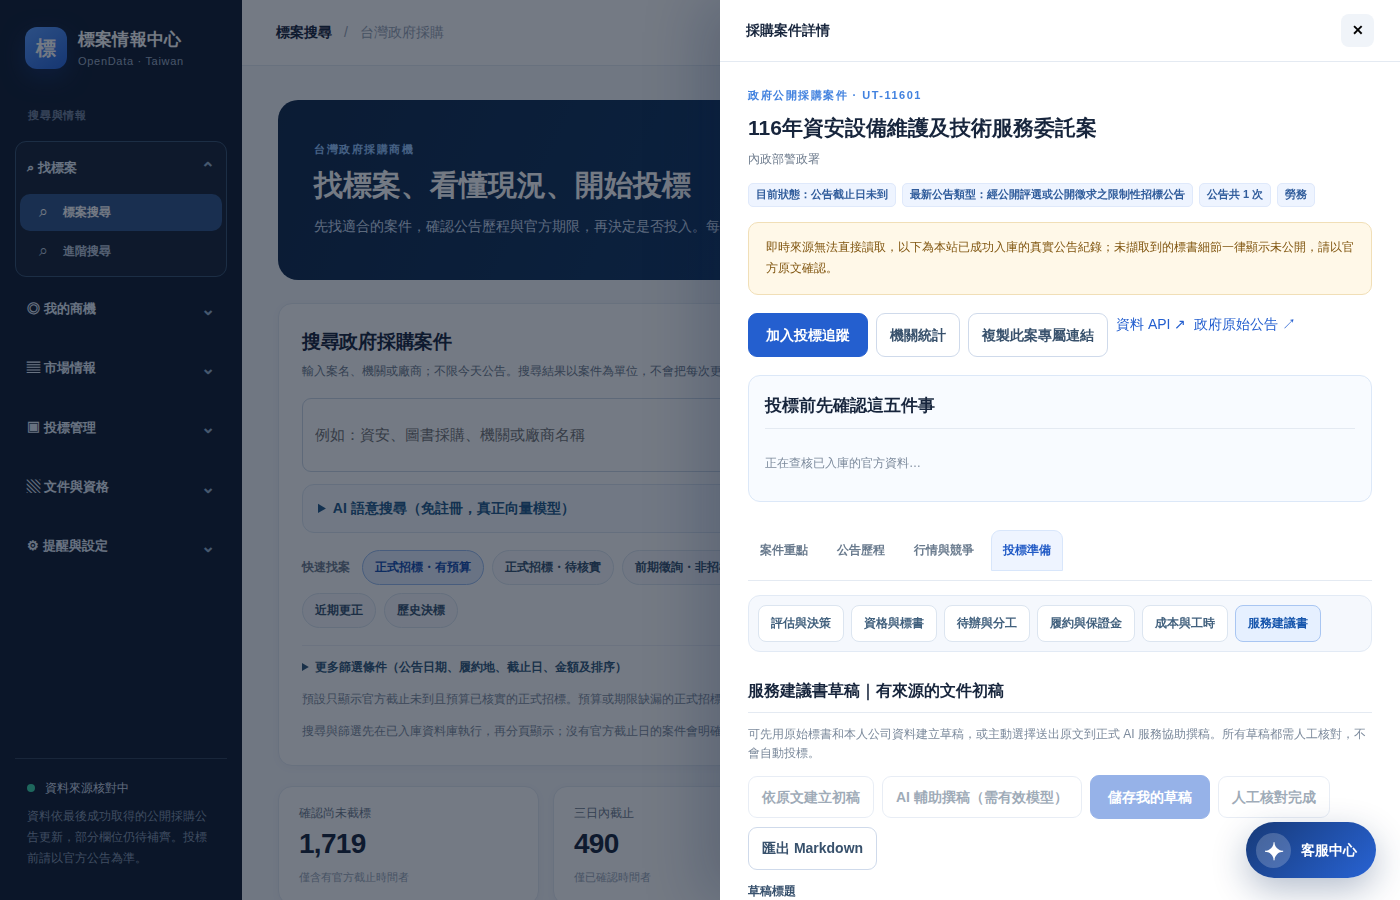 標
標案情報中心
OpenData · Taiwan
搜尋與情報
找標案
標案搜尋
進階搜尋
我的商機
市場情報
投標管理
文件與資格
提醒與設定
資料來源核對中
資料依最後成功取得的公開採購公
告更新，部分欄位仍待補齊。投標
前請以官方公告為準。
標案搜尋 / 台灣政府採購
台灣政府採購商機
找標案、看懂現況、開始投標
先找適合的案件，確認公告歷程與官方期限，再決定是否投入。每
搜尋政府採購案件
輸入案名、機關或廠商；不限今天公告。搜尋結果以案件為單位，不會把每次更
例如：資安、圖書採購、機關或廠商名稱
AI 語意搜尋（免註冊，真正向量模型）
快速找案 正式招標・有預算 正式招標・待核實 前期徵詢・非招
近期更正 歷史決標
更多篩選條件（公告日期、履約地、截止日、金額及排序）
預設只顯示官方截止未到且預算已核實的正式招標。預算或期限缺漏的正式招標
搜尋與篩選先在已入庫資料庫執行，再分頁顯示；沒有官方截止日的案件會明確
確認尚未截標
1,719
僅含有官方截止時間者
三日內截止
490
僅已確認時間者
採購案件詳情
×
政府公開採購案件 · UT-11601
116年資安設備維護及技術服務委託案
內政部警政署
目前狀態：公告截止日未到 最新公告類型：經公開評選或公開徵求之限制性招標公告 公告共 1 次 勞務
即時來源無法直接讀取，以下為本站已成功入庫的真實公告紀錄；未擷取到的標書細節一律顯示未公開，請以官
方原文確認。
加入投標追蹤 機關統計 複製此案專屬連結 資料 API ↗ 政府原始公告 ↗
投標前先確認這五件事
正在查核已入庫的官方資料…
案件重點 公告歷程 行情與競爭 投標準備
評估與決策 資格與標書 待辦與分工 履約與保證金 成本與工時 服務建議書
服務建議書草稿｜有來源的文件初稿
可先用原始標書和本人公司資料建立草稿，或主動選擇送出原文到正式 AI 服務協助撰稿。所有草稿都需人工核對，不
會自動投標。
依原文建立初稿 AI 輔助撰稿（需有效模型） 儲存我的草稿 人工核對完成
匯出 Markdown
客服中心
草稿標題